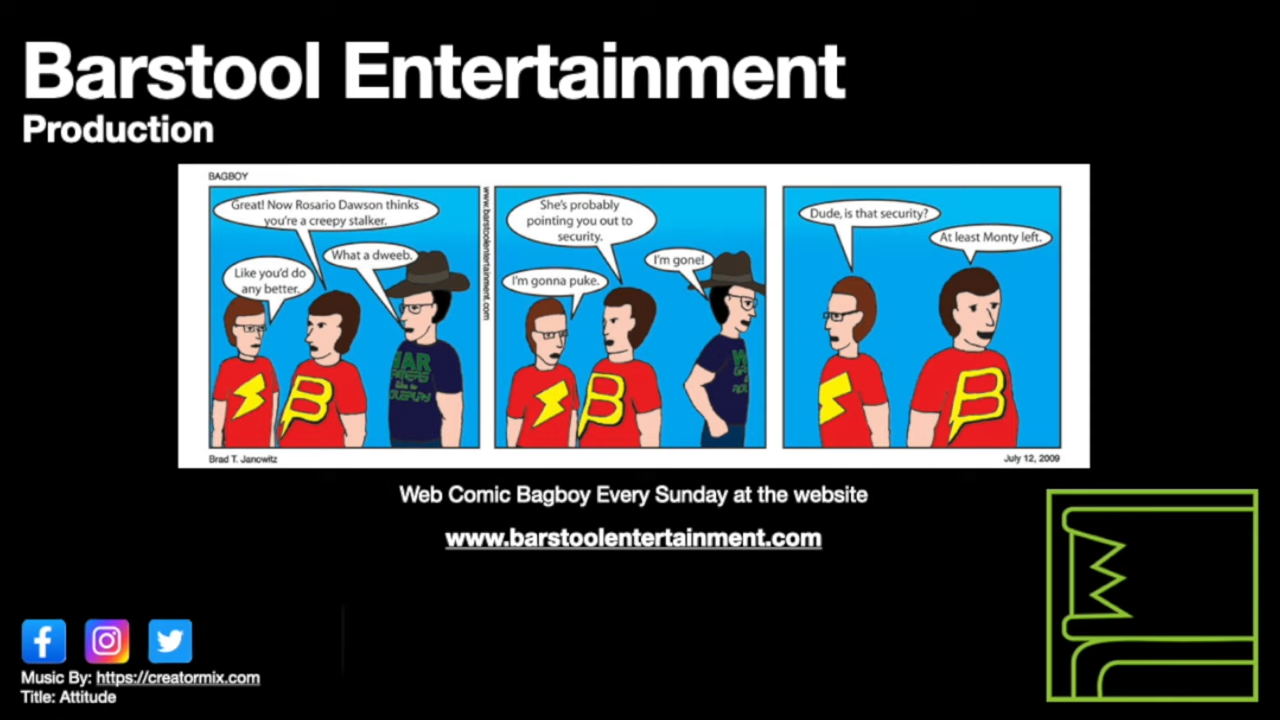 Barstool Entertainment
Production
BAGBOY
Great! Now Rosario Dawson thinks
you're a creepy stalker.
What a dweeb.
Like you'd do
any better.
www.barstoolentertainment.com
She's probably
pointing you out to
security.
I'm gone!
I'm gonna puke.
Dude, is that security?
At least Monty left.
B
B
B
Brad T. Janowitz
July 12, 2009
Web Comic Bagboy Every Sunday at the website
www.barstoolentertainment.com
Music By: https://creatormix.com
Title: Attitude